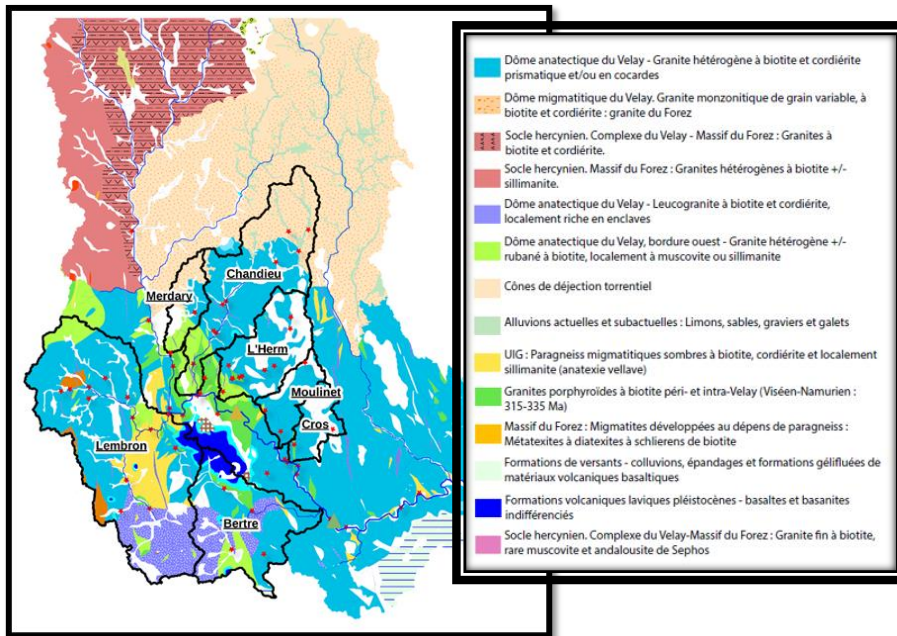 Chandieu
Merdary
L'Herm
Moulinet
Cros
Lembron
Bertre
Dôme anatectique du Velay - Granite hétérogène à biotite et cordiérite
prismatique et/ou en cocardes
Dôme migmatitique du Velay. Granite monzonitique de grain variable, à
biotite et cordiérite : granite du Forez
Socle hercynien. Complexe du Velay - Massif du Forez : Granites à
biotite et cordiérite.
Socle hercynien. Massif du Forez : Granites hétérogènes à biotite +/-
sillimanite.
Dôme anatectique du Velay - Leucogranite à biotite et cordiérite,
localement riche en enclaves
Dôme anatectique du Velay, bordure ouest - Granite hétérogène +/-
rubané à biotite, localement à muscovite ou sillimanite
Cônes de déjection torrentiel
Alluvions actuelles et subactuelles : Limons, sables, graviers et galets
UIG : Paragneiss migmatitiques sombres à biotite, cordiérite et localement
sillimanite (anatexie vellave)
Granites porphyroïdes à biotite péri- et intra-Velay (Viséen-Namurien :
315-335 Ma)
Massif du Forez : Migmatites développées au dépens de paragneiss :
Métatexites à diatexites à schlierens de biotite
Formations de versants - colluvions, épandages et formations gélifluées de
matériaux volcaniques basaltiques
Formations volcaniques laviques pléistocènes - basaltes et basanites
indifférenciés
Socle hercynien. Complexe du Velay-Massif du Forez : Granite fin à biotite,
rare muscovite et andalousite de Sephos